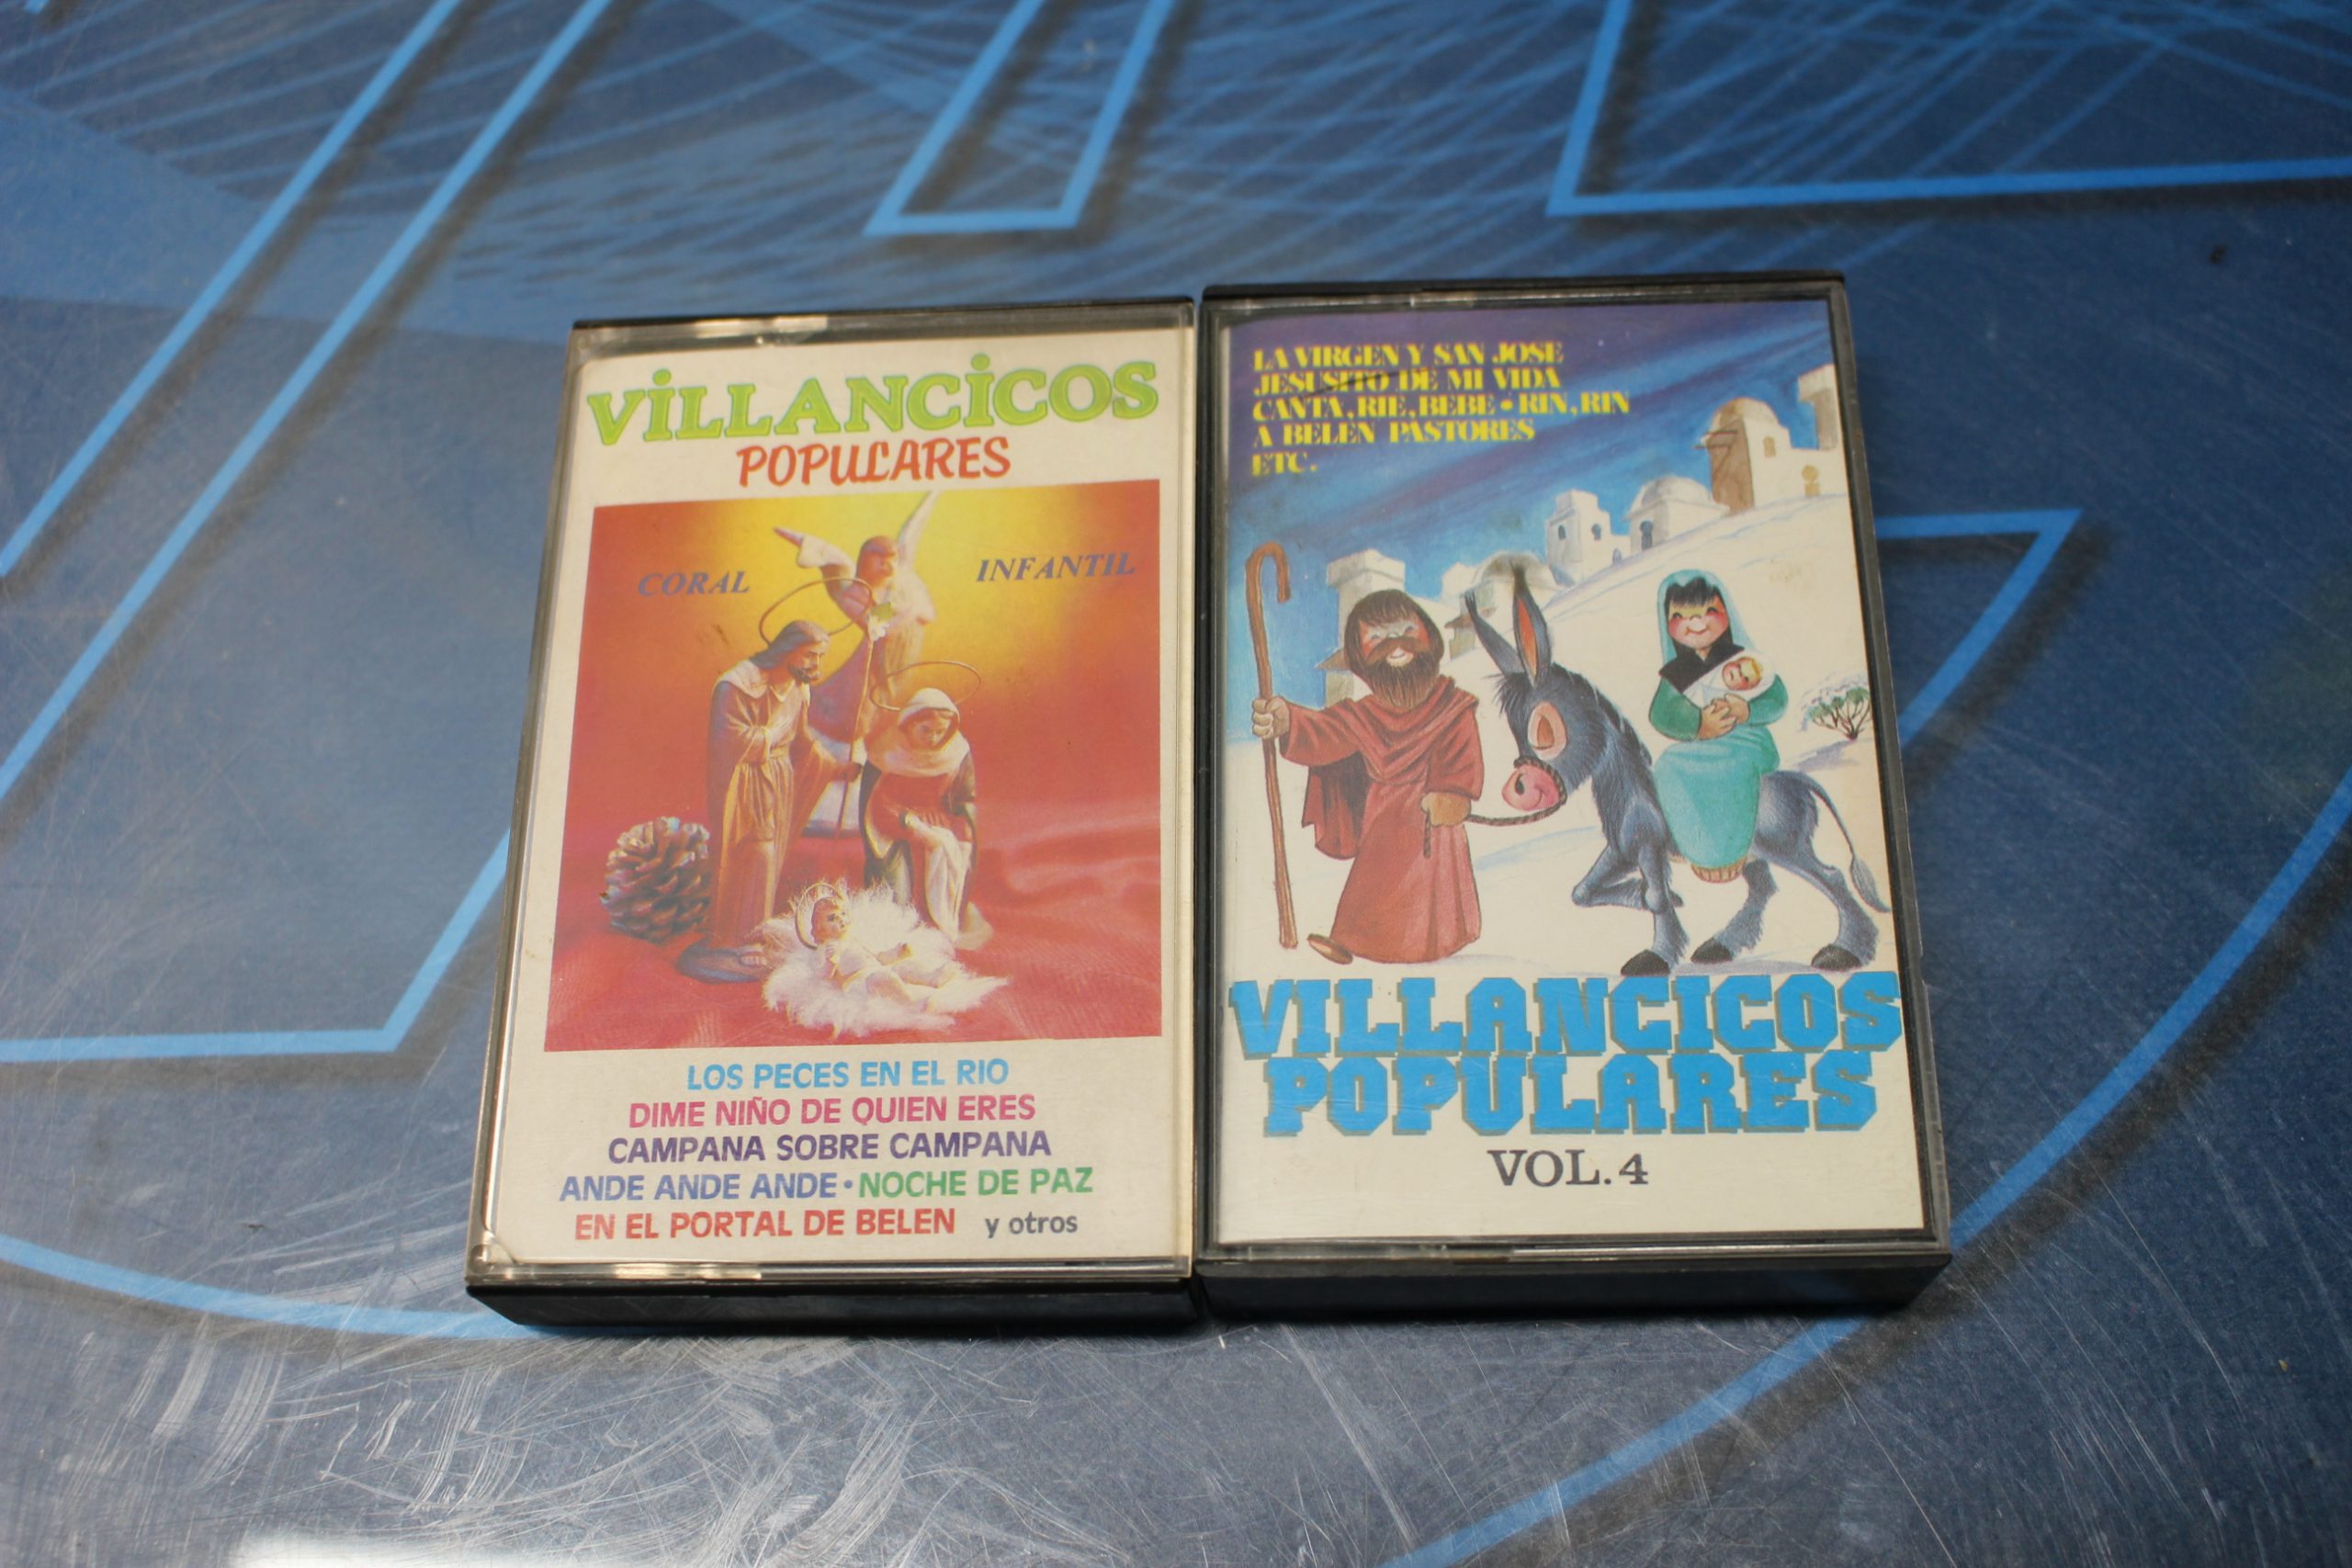 VILLANCICOS
POPULARES
CORAL INFANTIL
LOS PECES EN EL RIO
DIME NIÑO DE QUIEN ERES
CAMPANA SOBRE CAMPANA
ANDE ANDE ANDE • NOCHE DE PAZ
EN EL PORTAL DE BELEN y otros
LA VIRGEN Y SAN JOSE
JESUSITO DE MI VIDA
CANTA, RIE, BEBE • RIN, RIN
A BELEN PASTORES
ETC.
VILLANCICOS
POPULARES
VOL. 4